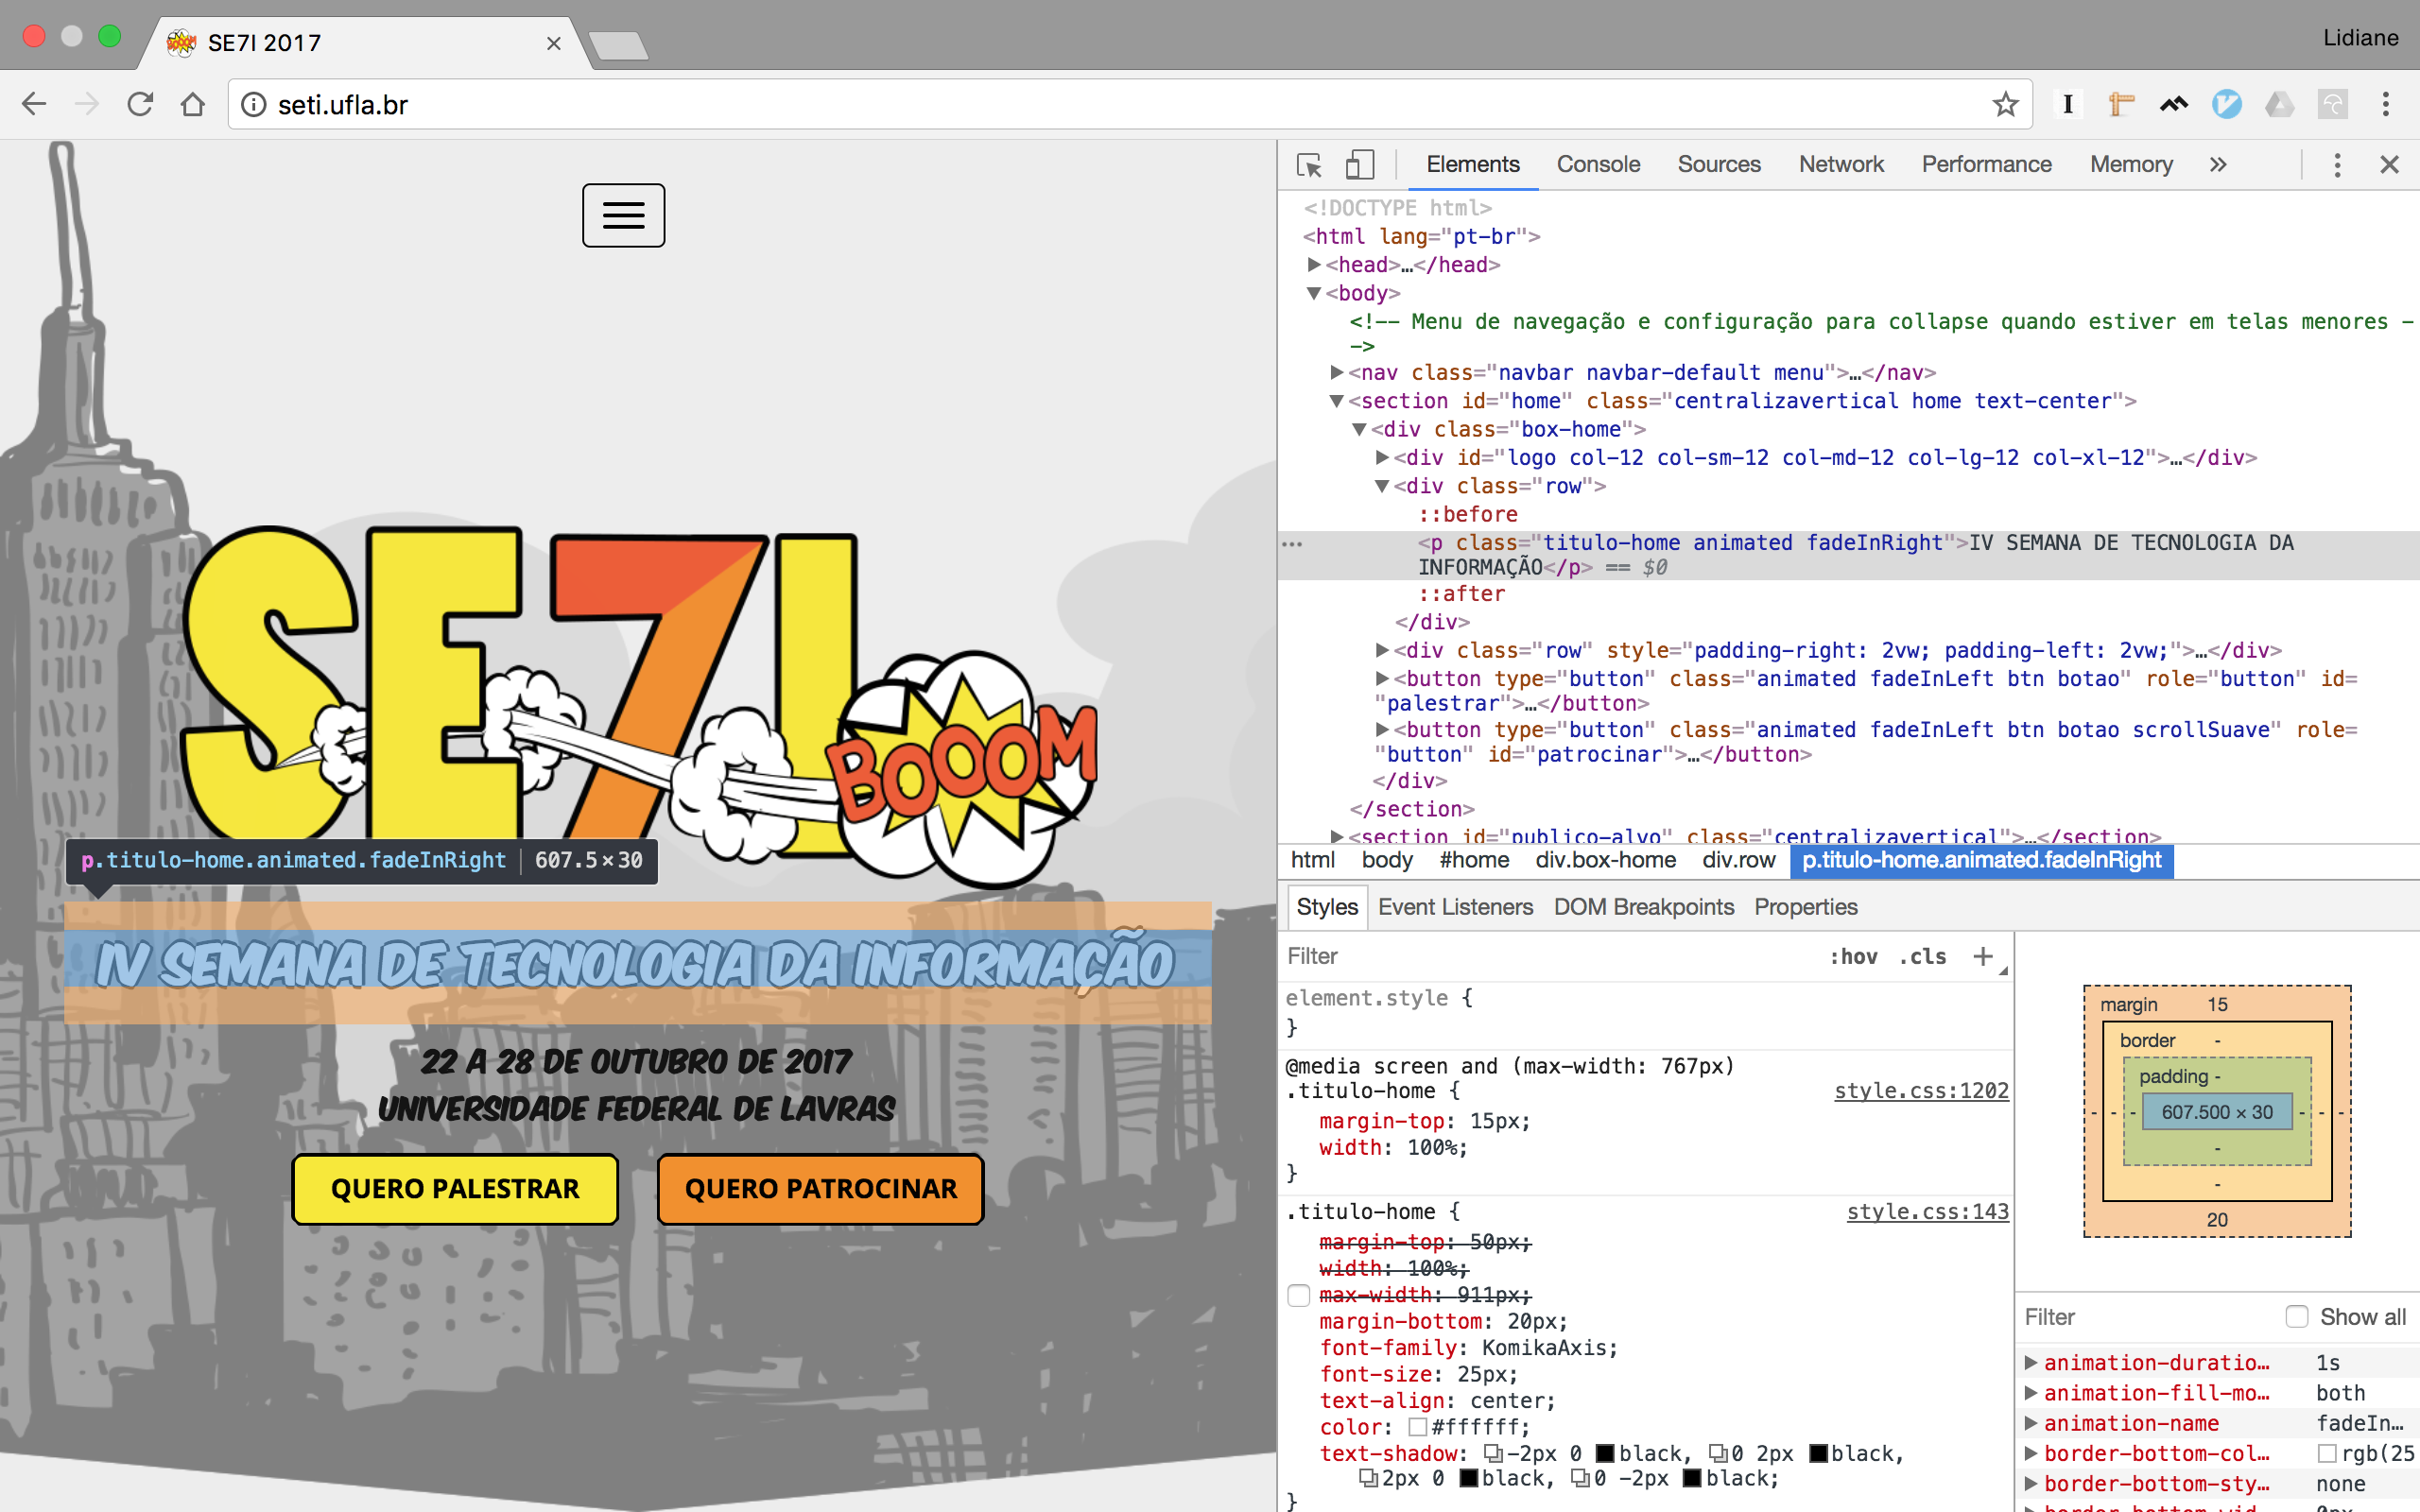 SE7I 2017
Lidiane
seti.ufla.br
SE7I
BOOOM
p.titulo-home.animated.fadeInRight 607.5 × 30
IV SEMANA DE TECNOLOGIA DA INFORMAÇÃO
22 A 28 DE OUTUBRO DE 2017
UNIVERSIDADE FEDERAL DE LAVRAS
QUERO PALESTRAR
QUERO PATROCINAR
Elements Console Sources Network Performance Memory »
<!DOCTYPE html>
<html lang="pt-br">
<head>…</head>
<body>
<!-- Menu de navegação e configuração para collapse quando estiver em telas menores -
->
<nav class="navbar navbar-default menu">…</nav>
<section id="home" class="centralizavertical home text-center">
<div class="box-home">
<div id="logo col-12 col-sm-12 col-md-12 col-lg-12 col-xl-12">…</div>
<div class="row">
::before
<p class="titulo-home animated fadeInRight">IV SEMANA DE TECNOLOGIA DA
INFORMAÇÃO</p> == $0
::after
</div>
<div class="row" style="padding-right: 2vw; padding-left: 2vw;">…</div>
<button type="button" class="animated fadeInLeft btn botao" role="button" id=
"palestrar">…</button>
<button type="button" class="animated fadeInLeft btn botao scrollSuave" role=
"button" id="patrocinar">…</button>
</div>
</section>
<section id="publico-alvo" class="centralizavertical">…</section>
html body #home div.box-home div.row p.titulo-home.animated.fadeInRight
Styles Event Listeners DOM Breakpoints Properties
Filter :hov .cls +
element.style {
}
@media screen and (max-width: 767px)
.titulo-home { style.css:1202
margin-top: 15px;
width: 100%;
}
.titulo-home { style.css:143
margin-top: 50px;
width: 100%;
max-width: 911px;
margin-bottom: 20px;
font-family: KomikaAxis;
font-size: 25px;
text-align: center;
color: #ffffff;
text-shadow: -2px 0 black, 0 2px black,
2px 0 black, 0 -2px black;
}
margin 15
border -
padding -
- - - 607.500 × 30 - - -
-
-
20
Filter Show all
animation-duratio… 1s
animation-fill-mo… both
animation-name fadeIn…
border-bottom-col… rgb(25
border-bottom-sty… none